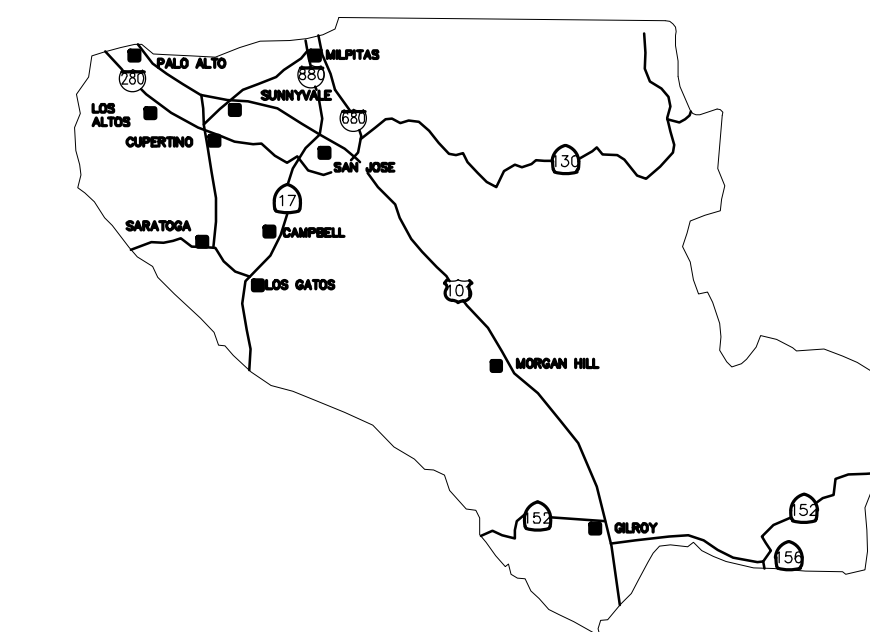 MILPITAS
PALO ALTO
280
880
SUNNYVALE
LOS
ALTOS
680
CUPERTINO
130
SAN JOSE
17
SARATOGA
CAMPBELL
LOS GATOS
10
MORGAN HILL
152
152
GILROY
156